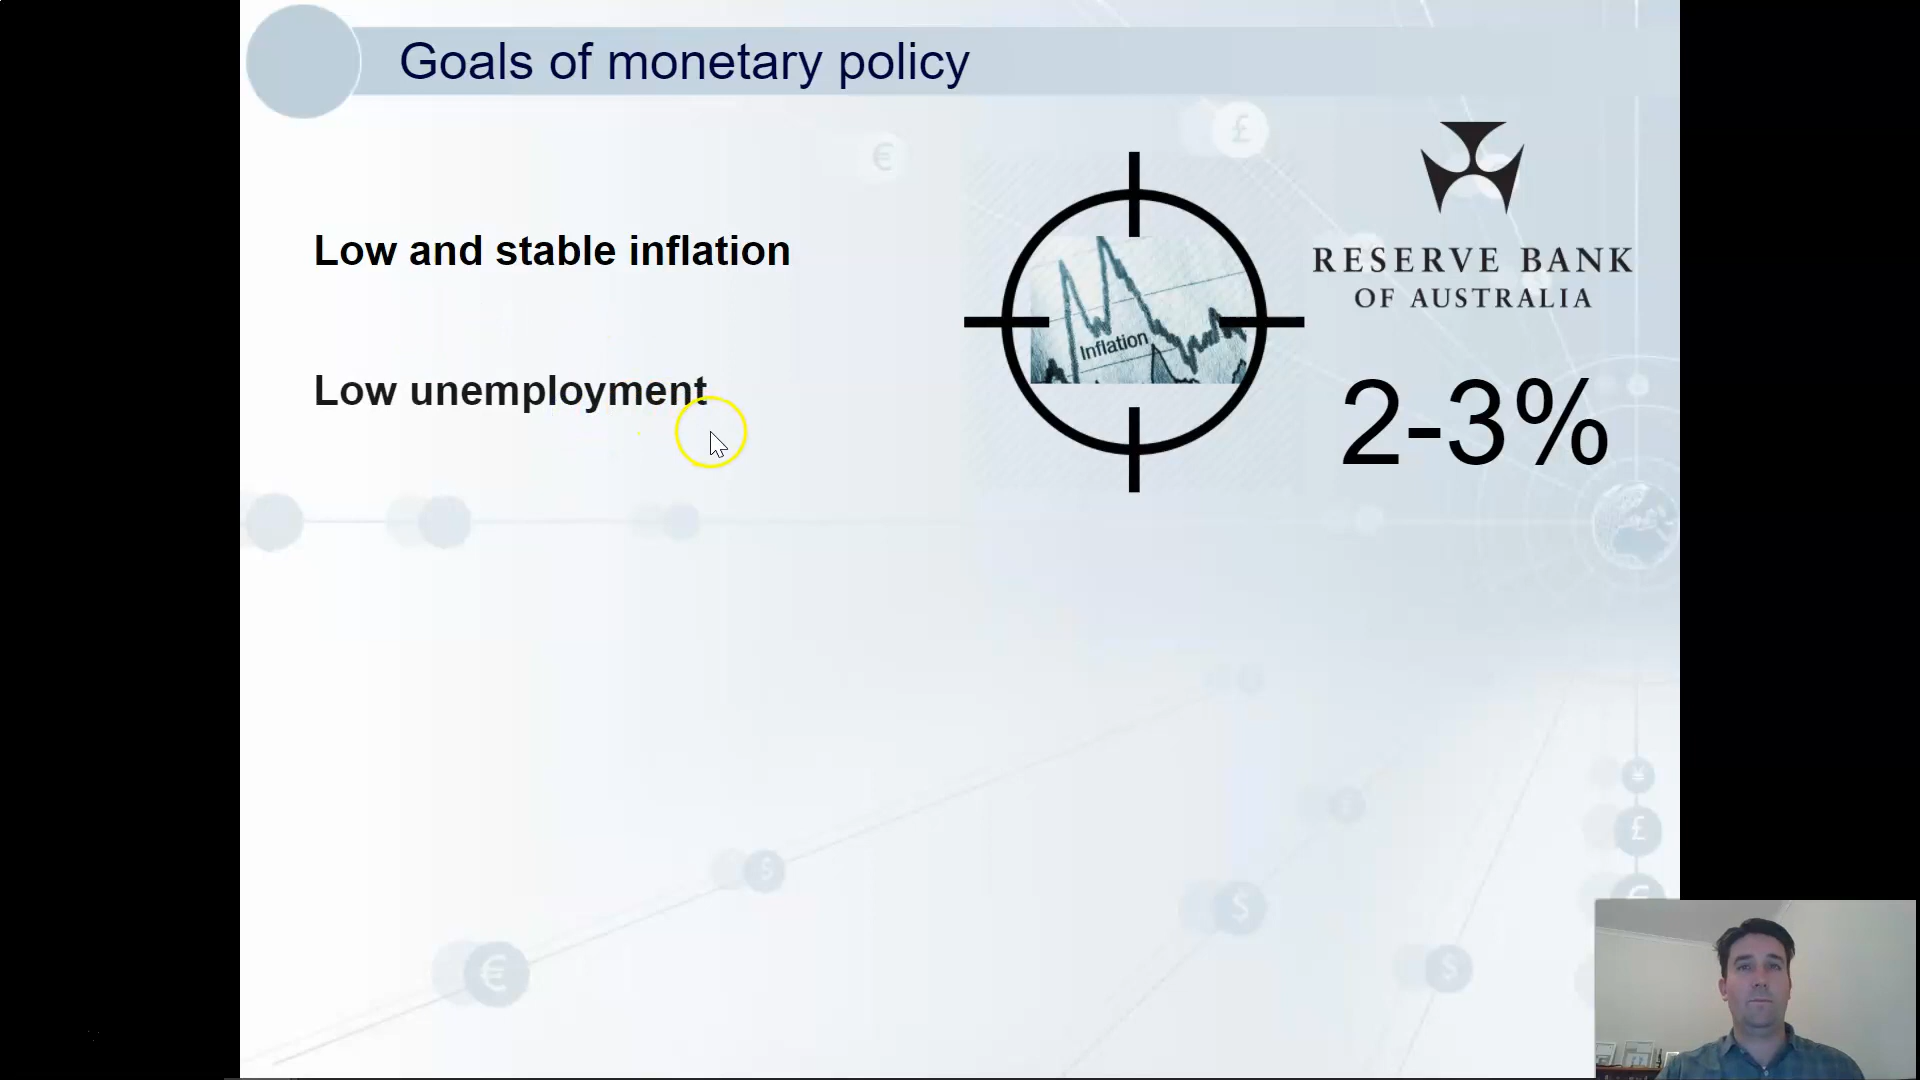 Goals of monetary policy
Low and stable inflation
Low unemployment
Inflation
RESERVE BANK
OF AUSTRALIA
2-3%